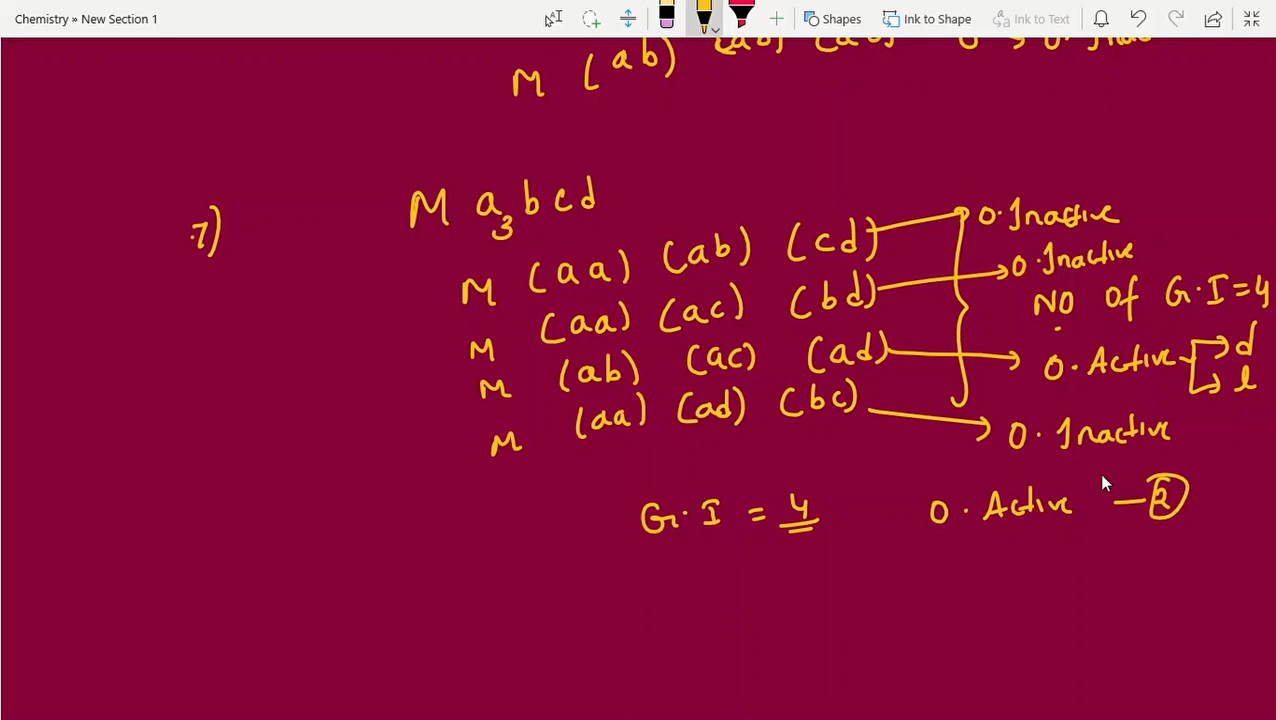 Chemistry » New Section 1
Shapes Ink to Shape Ink to Text
M (ab)
7) M a3bcd
M (aa) (ab) (cd) O.Inactive
M (aa) (ac) (bd) O.Inactive
NO Of G.I=4
M (ab) (ac) (ad) O.Active d
l
M (aa) (ad) (bc) O.Inactive
G.I = 4 O.Active — 2